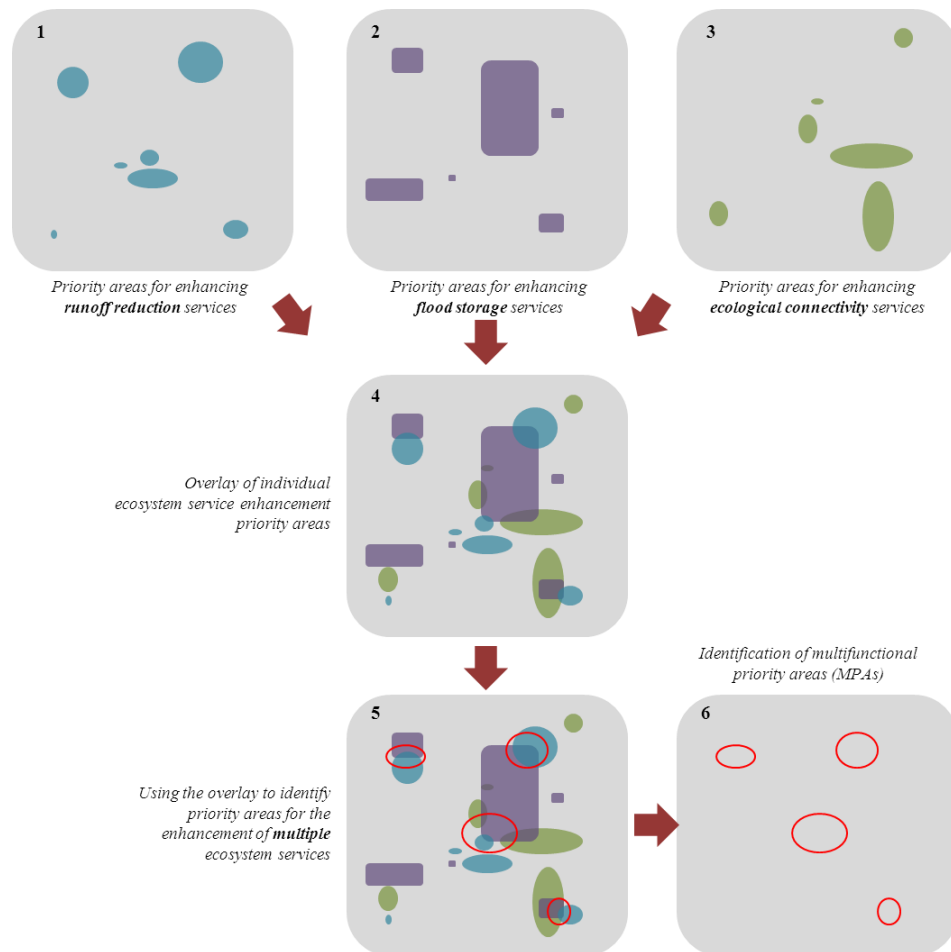 1
2
3
Priority areas for enhancing
runoff reduction services
Priority areas for enhancing
flood storage services
Priority areas for enhancing
ecological connectivity services
4
Overlay of individual
ecosystem service enhancement
priority areas
5
Using the overlay to identify
priority areas for the
enhancement of multiple
ecosystem services
Identification of multifunctional
priority areas (MPAs)
6